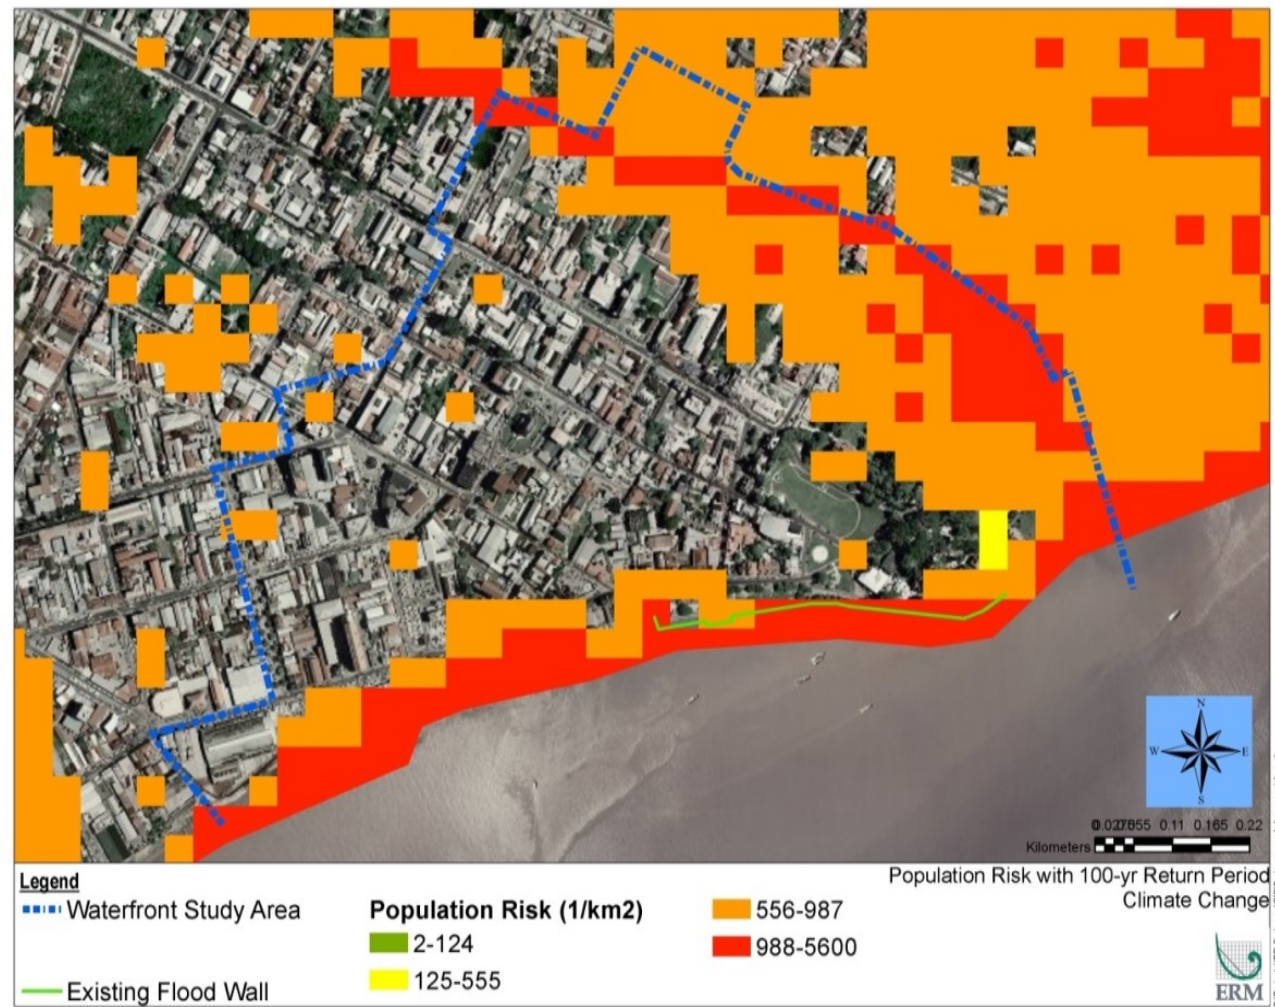 N
W E
S
0.11 0.165 0.22
Kilometers
Legend
Waterfront Study Area
Existing Flood Wall
Population Risk (1/km2)
2-124
125-555
556-987
988-5600
Population Risk with 100-yr Return Period
Climate Change
ERM